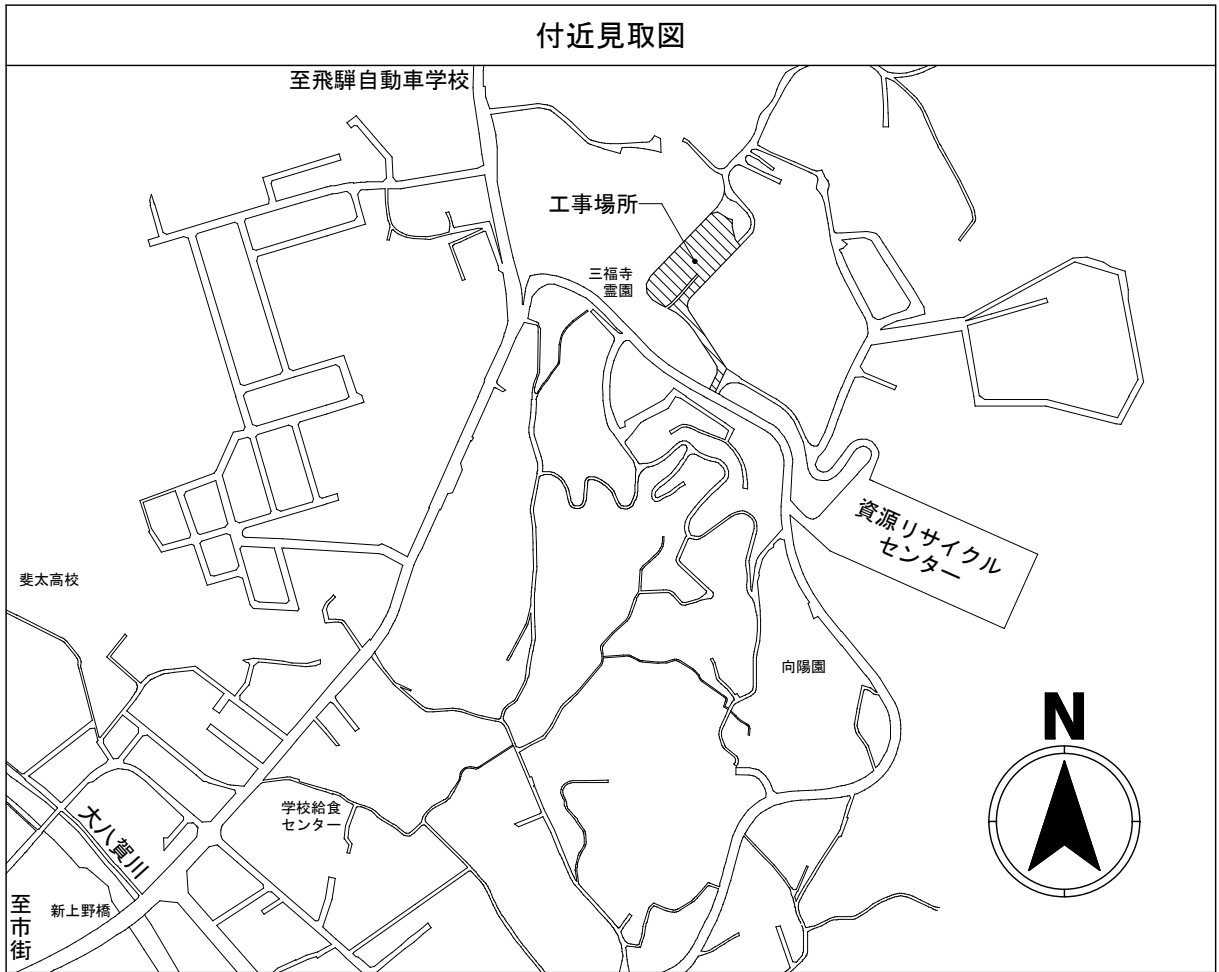 付近見取図
至飛騨自動車学校
工事場所
三福寺
霊園
資源リサイクル
センター
斐太高校
向陽園
N
学校給食
センター
大八賀川
新上野橋
至市街